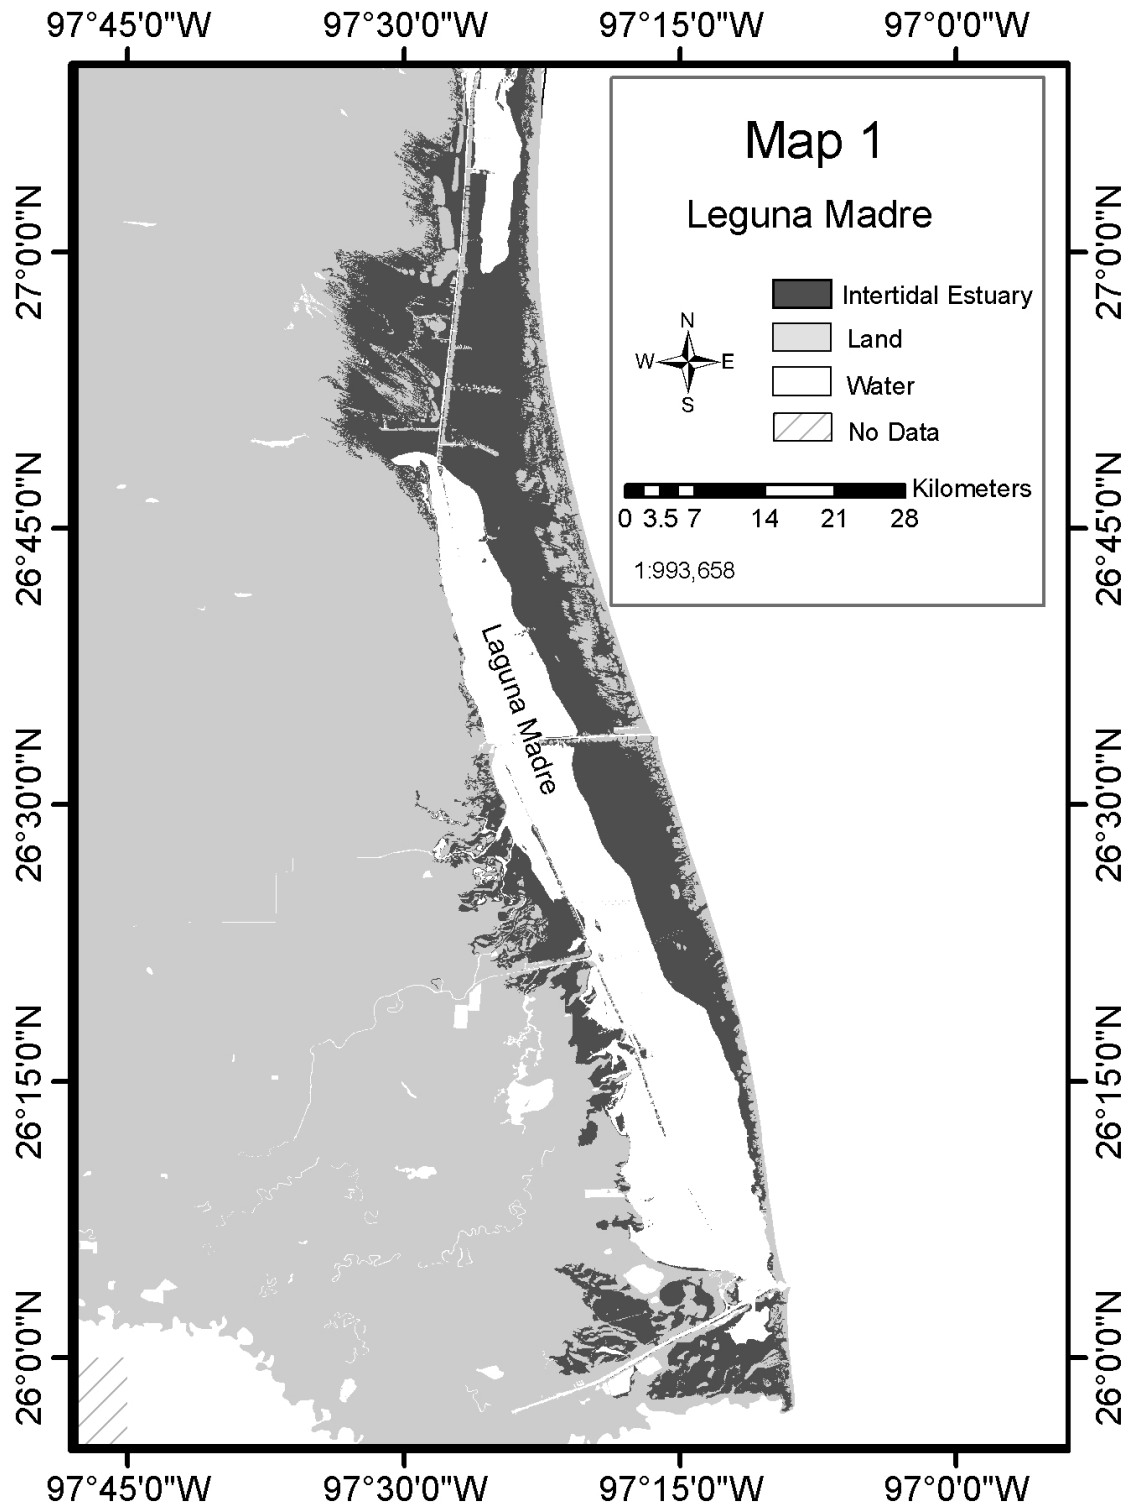 97°45'0"W 97°30'0"W 97°15'0"W 97°0'0"W
Map 1
Leguna Madre
Intertidal Estuary
Land
Water
No Data
N
W E
S
Kilometers
0 3.5 7 14 21 28
1:993,658
27°0'0"N
26°45'0"N
26°30'0"N
26°15'0"N
26°0'0"N
Laguna Madre
27°0'0"N
26°45'0"N
26°30'0"N
26°15'0"N
26°0'0"N
97°45'0"W 97°30'0"W 97°15'0"W 97°0'0"W